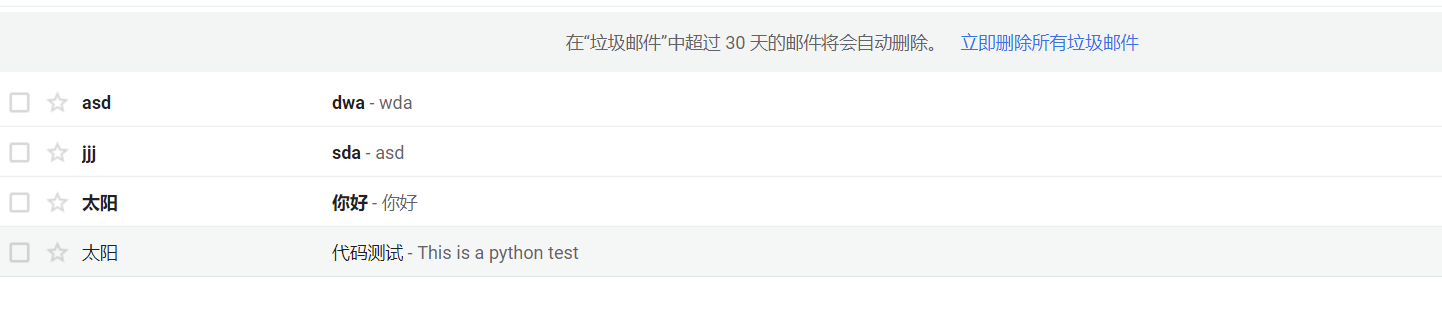 在“垃圾邮件”中超过 30 天的邮件将会自动删除。 立即删除所有垃圾邮件
asd dwa - wda
jjj sda - asd
太阳 你好 - 你好
太阳 代码测试 - This is a python test